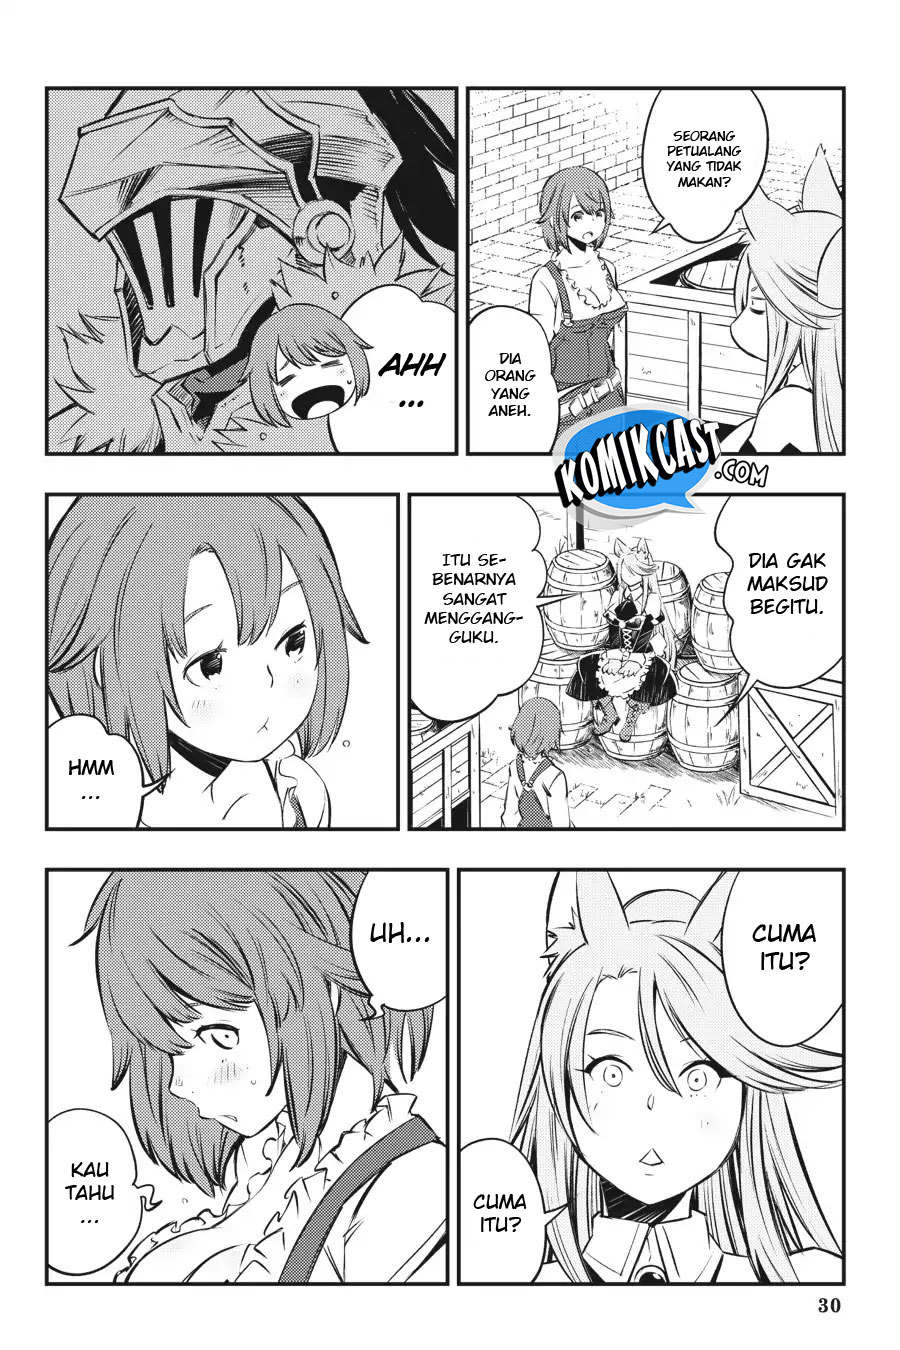 SEORANG
PETUALANG
YANG TIDAK
MAKAN?
DIA
ORANG
YANG
ANEH.
AHH
...
KOMIKCAST
.COM
DIA GAK
MAKSUD
BEGITU.
ITU SE-
BENARNYA
SANGAT
MENGGANG-
GUKU.
HMM
...
CUMA
ITU?
CUMA
ITU?
UH...
KAU
TAHU
...
30